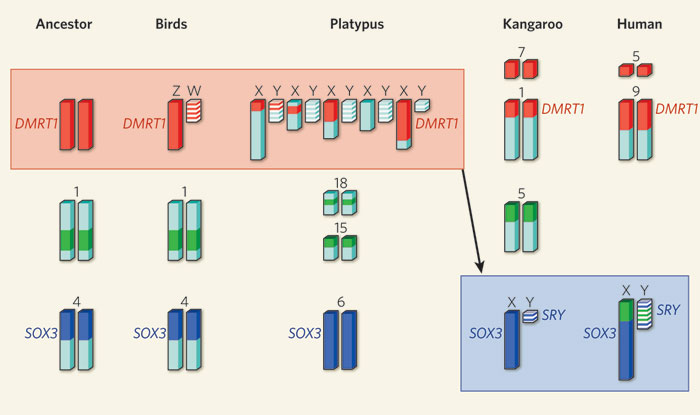 Ancestor Birds Platypus Kangaroo Human
7 5
Z W X Y X Y X Y X Y X Y 1 9
DMRT1 DMRT1 DMRT1 DMRT1 DMRT1
1 1 18 5
15
4 4 6 X Y X Y
SOX3 SOX3 SOX3 SRY SOX3 SRY